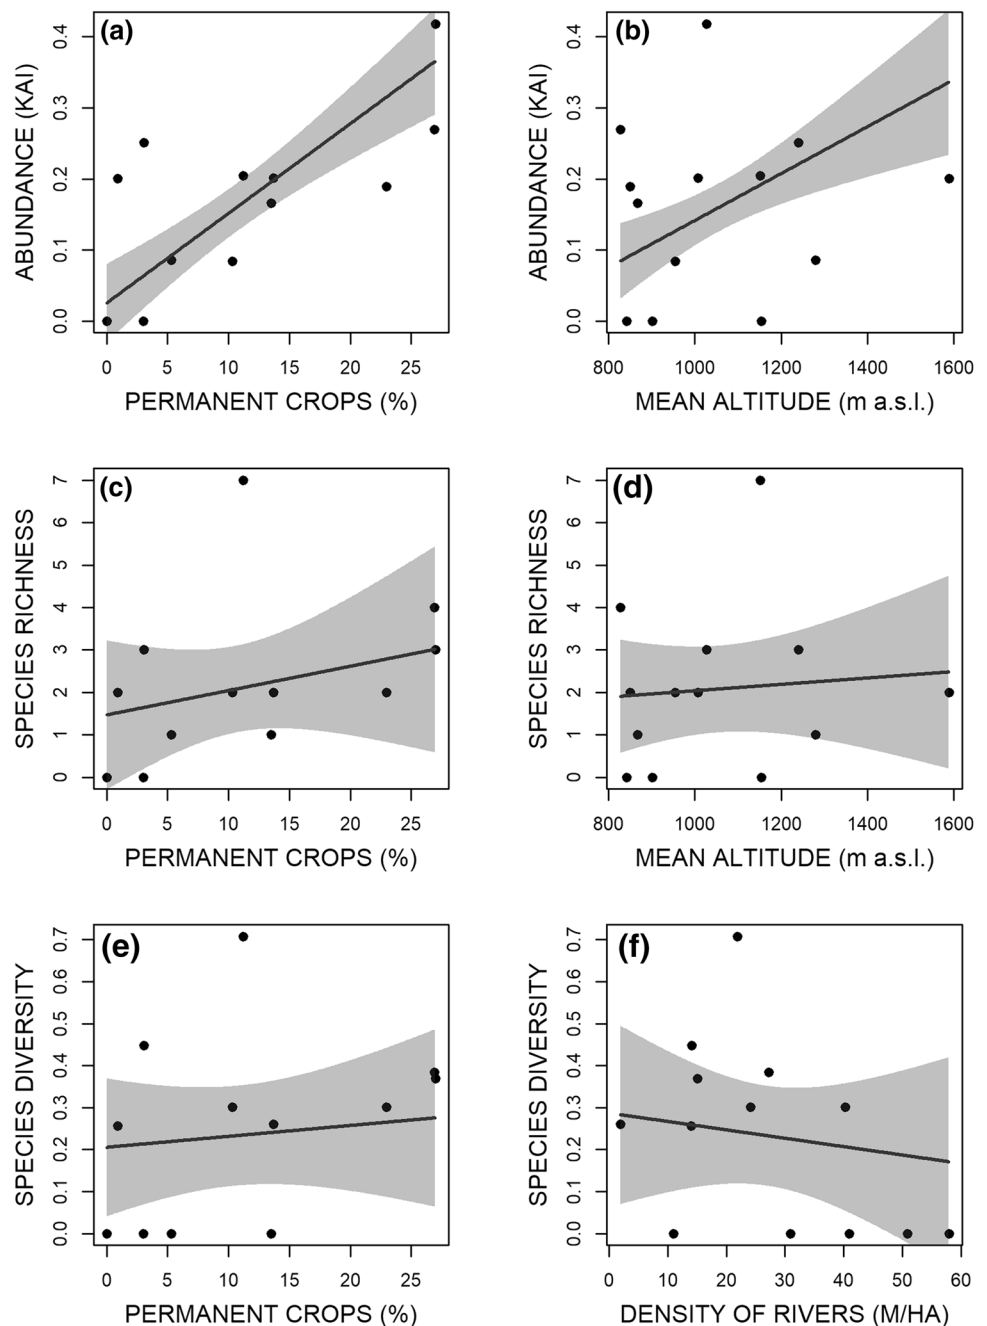 (a)
ABUNDANCE (KAI)
0.0 0.1 0.2 0.3 0.4
0 5 10 15 20 25
PERMANENT CROPS (%)
(b)
ABUNDANCE (KAI)
0.0 0.1 0.2 0.3 0.4
800 1000 1200 1400 1600
MEAN ALTITUDE (m a.s.l.)
(c)
SPECIES RICHNESS
0 1 2 3 4 5 6 7
0 5 10 15 20 25
PERMANENT CROPS (%)
(d)
SPECIES RICHNESS
0 1 2 3 4 5 6 7
800 1000 1200 1400 1600
MEAN ALTITUDE (m a.s.l.)
(e)
SPECIES DIVERSITY
0.0 0.1 0.2 0.3 0.4 0.5 0.6 0.7
0 5 10 15 20 25
PERMANENT CROPS (%)
(f)
SPECIES DIVERSITY
0.0 0.1 0.2 0.3 0.4 0.5 0.6 0.7
0 10 20 30 40 50 60
DENSITY OF RIVERS (M/HA)